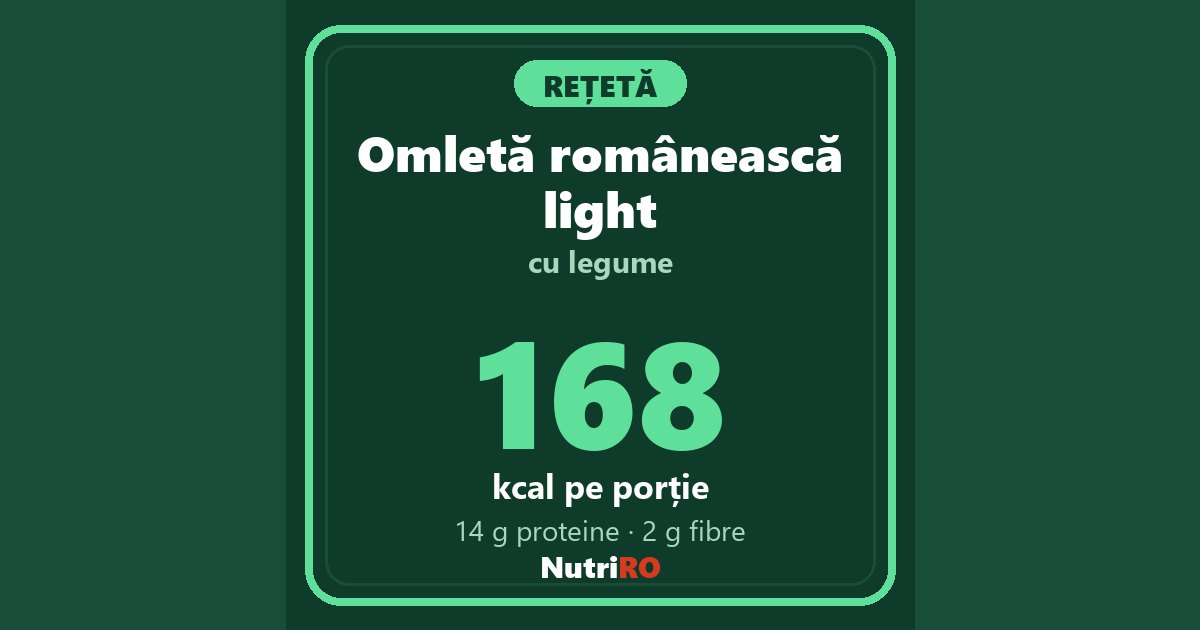 REȚETĂ
Omletă românească
light
cu legume
168
kcal pe porție
14 g proteine · 2 g fibre
NutriRO